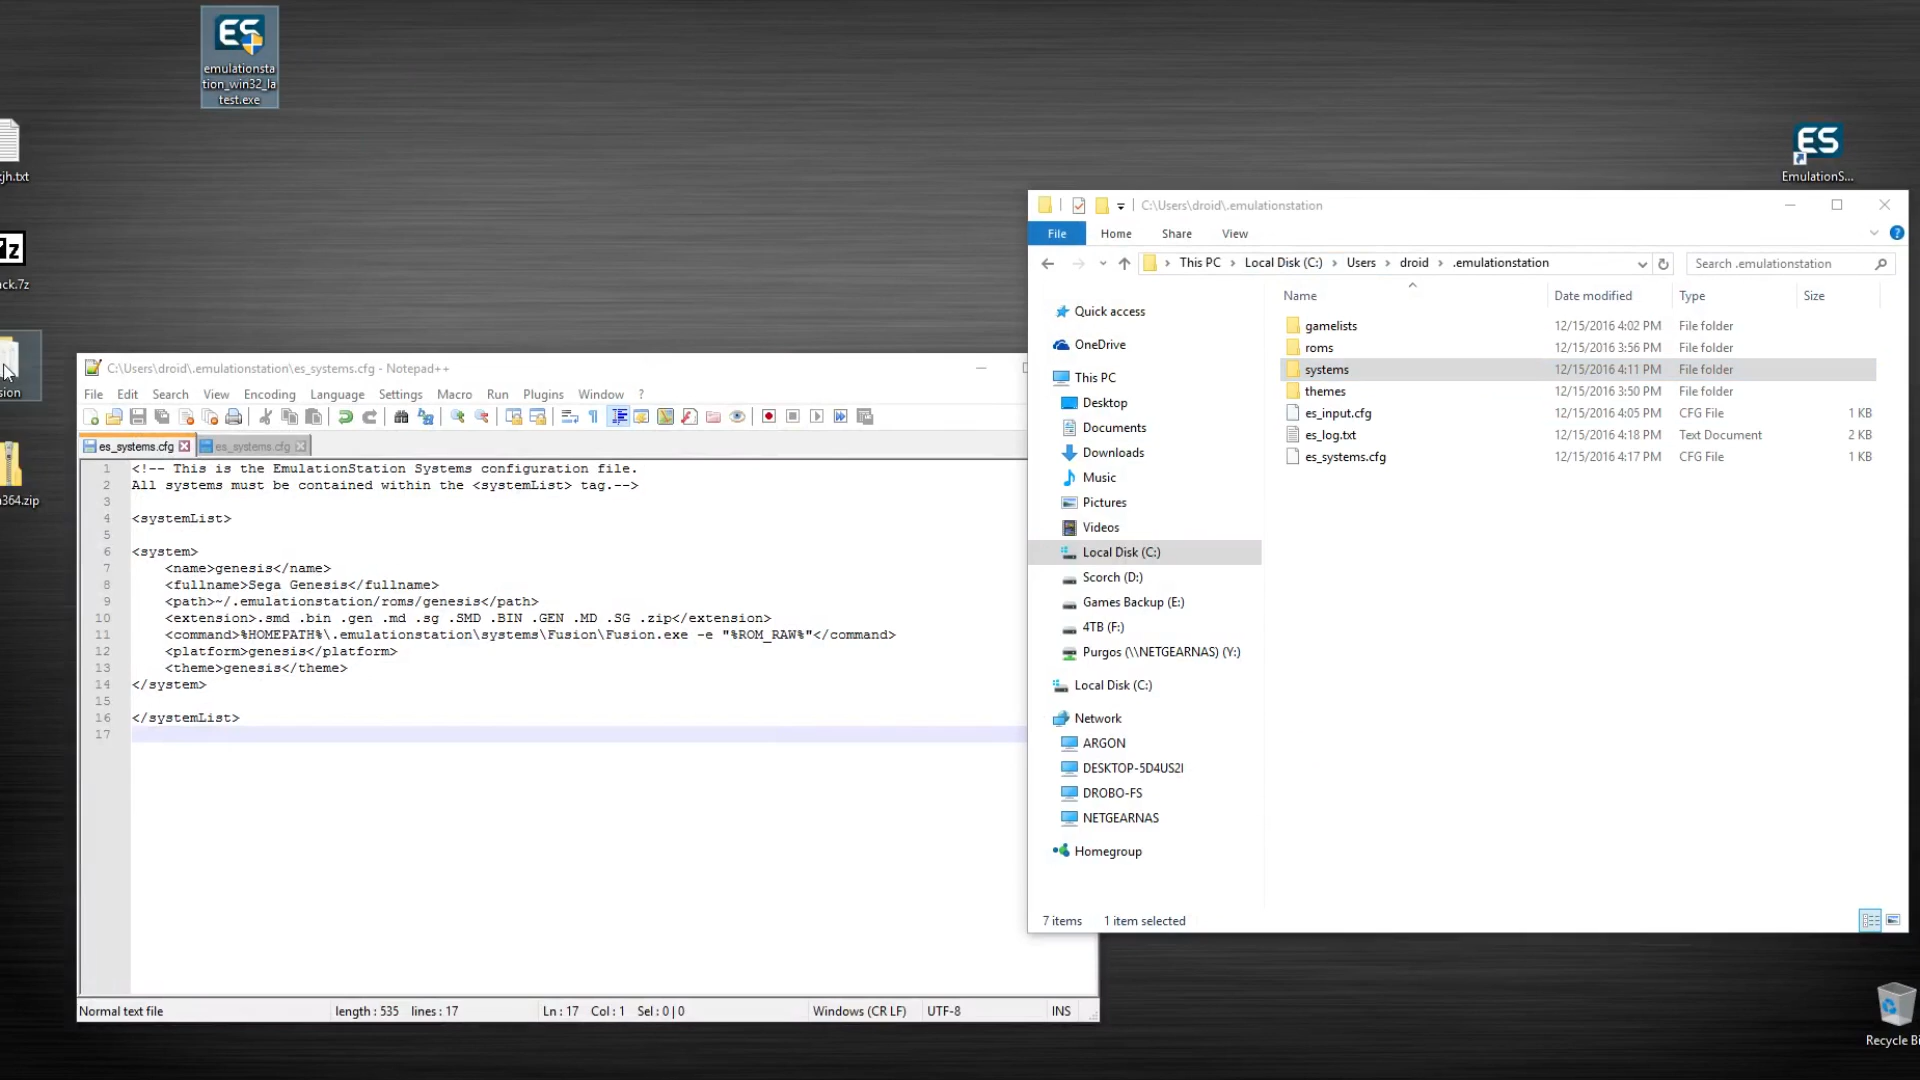 ES
emulationsta
tion_win32_la
test.exe
jh.txt
7z
ck.7z
sion
364.zip
ES
EmulationS...
C:\Users\droid\.emulationstation\es_systems.cfg - Notepad++
File Edit Search View Encoding Language Settings Macro Run Plugins Window ?
es_systems.cfg es_systems.cfg
1 <!-- This is the EmulationStation Systems configuration file.
2 All systems must be contained within the <systemList> tag.-->
3
4 <systemList>
5
6 <system>
7 <name>genesis</name>
8 <fullname>Sega Genesis</fullname>
9 <path>~/.emulationstation/roms/genesis</path>
10 <extension>.smd .bin .gen .md .sg .SMD .BIN .GEN .MD .SG .zip</extension>
11 <command>%HOMEPATH%\.emulationstation\systems\Fusion\Fusion.exe -e "%ROM_RAW%"</command>
12 <platform>genesis</platform>
13 <theme>genesis</theme>
14 </system>
15
16 </systemList>
17
Normal text file length : 535 lines : 17 Ln : 17 Col : 1 Sel : 0 | 0 Windows (CR LF) UTF-8 INS
C:\Users\droid\.emulationstation
File Home Share View
This PC Local Disk (C:) Users droid .emulationstation Search .emulationstation
Name Date modified Type Size
gamelists 12/15/2016 4:02 PM File folder
roms 12/15/2016 3:56 PM File folder
systems 12/15/2016 4:11 PM File folder
themes 12/15/2016 3:50 PM File folder
es_input.cfg 12/15/2016 4:05 PM CFG File 1 KB
es_log.txt 12/15/2016 4:18 PM Text Document 2 KB
es_systems.cfg 12/15/2016 4:17 PM CFG File 1 KB
Quick access
OneDrive
This PC
Desktop
Documents
Downloads
Music
Pictures
Videos
Local Disk (C:)
Scorch (D:)
Games Backup (E:)
4TB (F:)
Purgos (\\NETGEARNAS) (Y:)
Local Disk (C:)
Network
ARGON
DESKTOP-5D4US2I
DROBO-FS
NETGEARNAS
Homegroup
7 items 1 item selected
Recycle Bi